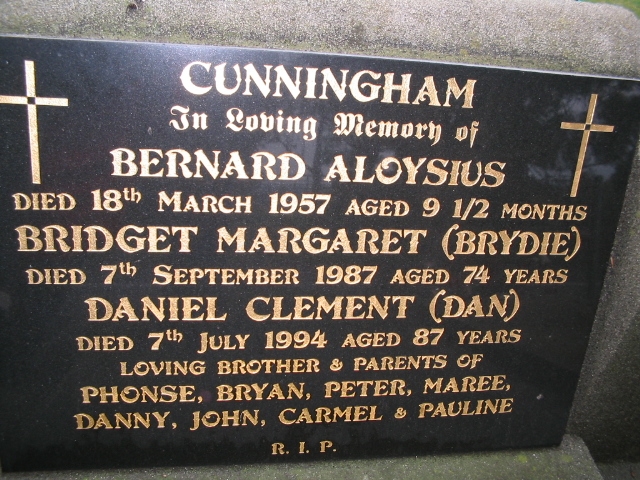 CUNNINGHAM
In Loving Memory of
BERNARD ALOYSIUS
DIED 18th MARCH 1957 AGED 9 1/2 MONTHS
BRIDGET MARGARET (BRYDIE)
DIED 7th SEPTEMBER 1987 AGED 74 YEARS
DANIEL CLEMENT (DAN)
DIED 7th JULY 1994 AGED 87 YEARS
LOVING BROTHER & PARENTS OF
PHONSE, BRYAN, PETER, MAREE,
DANNY, JOHN, CARMEL & PAULINE
R. I. P.